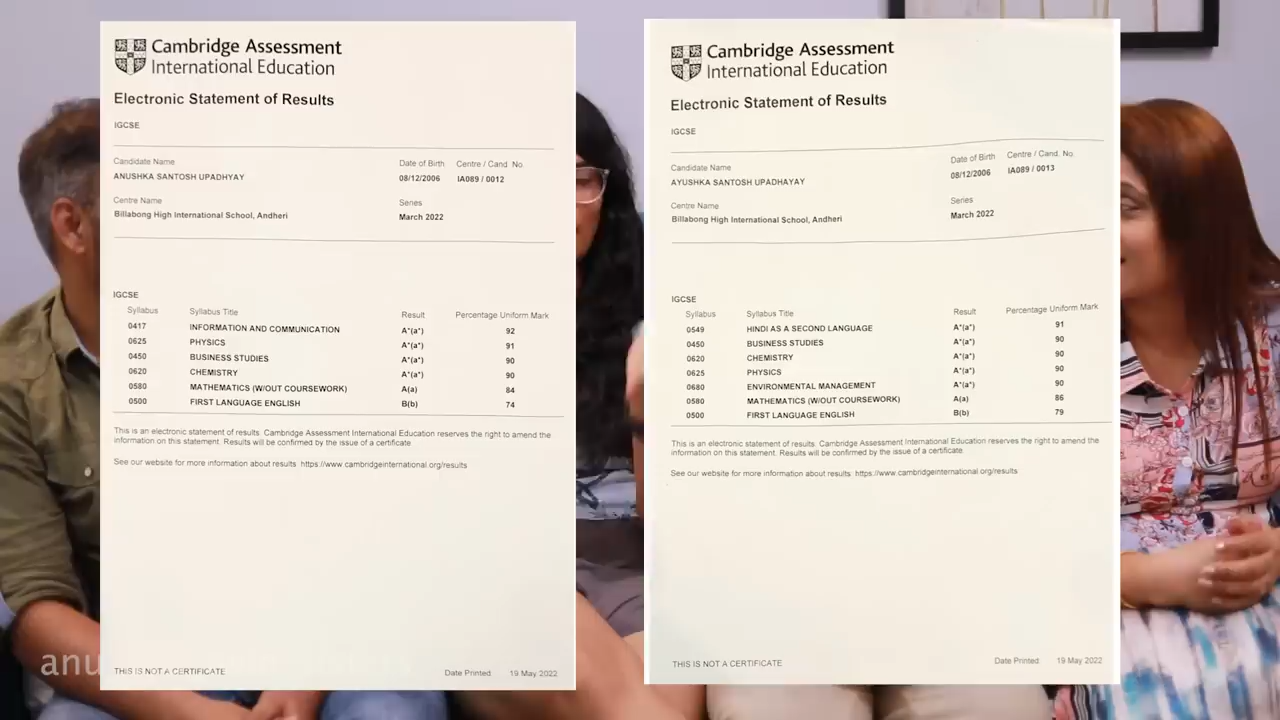 Cambridge Assessment
International Education
Electronic Statement of Results
IGCSE
Candidate Name Date of Birth Centre / Cand No
ANUSHKA SANTOSH UPADHYAY 08/12/2006 IA089 / 0012
Centre Name Series
Billabong High International School, Andheri March 2022
IGCSE
Syllabus Syllabus Title Result Percentage Uniform Mark
0417 INFORMATION AND COMMUNICATION A*(a*) 92
0625 PHYSICS A*(a*) 91
0450 BUSINESS STUDIES A*(a*) 90
0620 CHEMISTRY A*(a*) 90
0580 MATHEMATICS (W/OUT COURSEWORK) A(a) 84
0500 FIRST LANGUAGE ENGLISH B(b) 74
This is an electronic statement of results. Cambridge Assessment International Education reserves the right to amend the
information on this statement. Results will be confirmed by the issue of a certificate
See our website for more information about results https://www.cambridgeinternational.org/results
THIS IS NOT A CERTIFICATE Date Printed 19 May 2022
Cambridge Assessment
International Education
Electronic Statement of Results
IGCSE
Candidate Name Date of Birth Centre / Cand. No.
AYUSHKA SANTOSH UPADHAYAY 08/12/2006 IA089 / 0013
Centre Name Series
Billabong High International School, Andheri March 2022
IGCSE
Syllabus Syllabus Title Result Percentage Uniform Mark
0549 HINDI AS A SECOND LANGUAGE A*(a*) 91
0450 BUSINESS STUDIES A*(a*) 90
0620 CHEMISTRY A*(a*) 90
0625 PHYSICS A*(a*) 90
0680 ENVIRONMENTAL MANAGEMENT A*(a*) 90
0580 MATHEMATICS (W/OUT COURSEWORK) A(a) 86
0500 FIRST LANGUAGE ENGLISH B(b) 79
This is an electronic statement of results. Cambridge Assessment International Education reserves the right to amend the
information on this statement. Results will be confirmed by the issue of a certificate
See our website for more information about results: https://www.cambridgeinternational.org/results
THIS IS NOT A CERTIFICATE Date Printed 19 May 2022